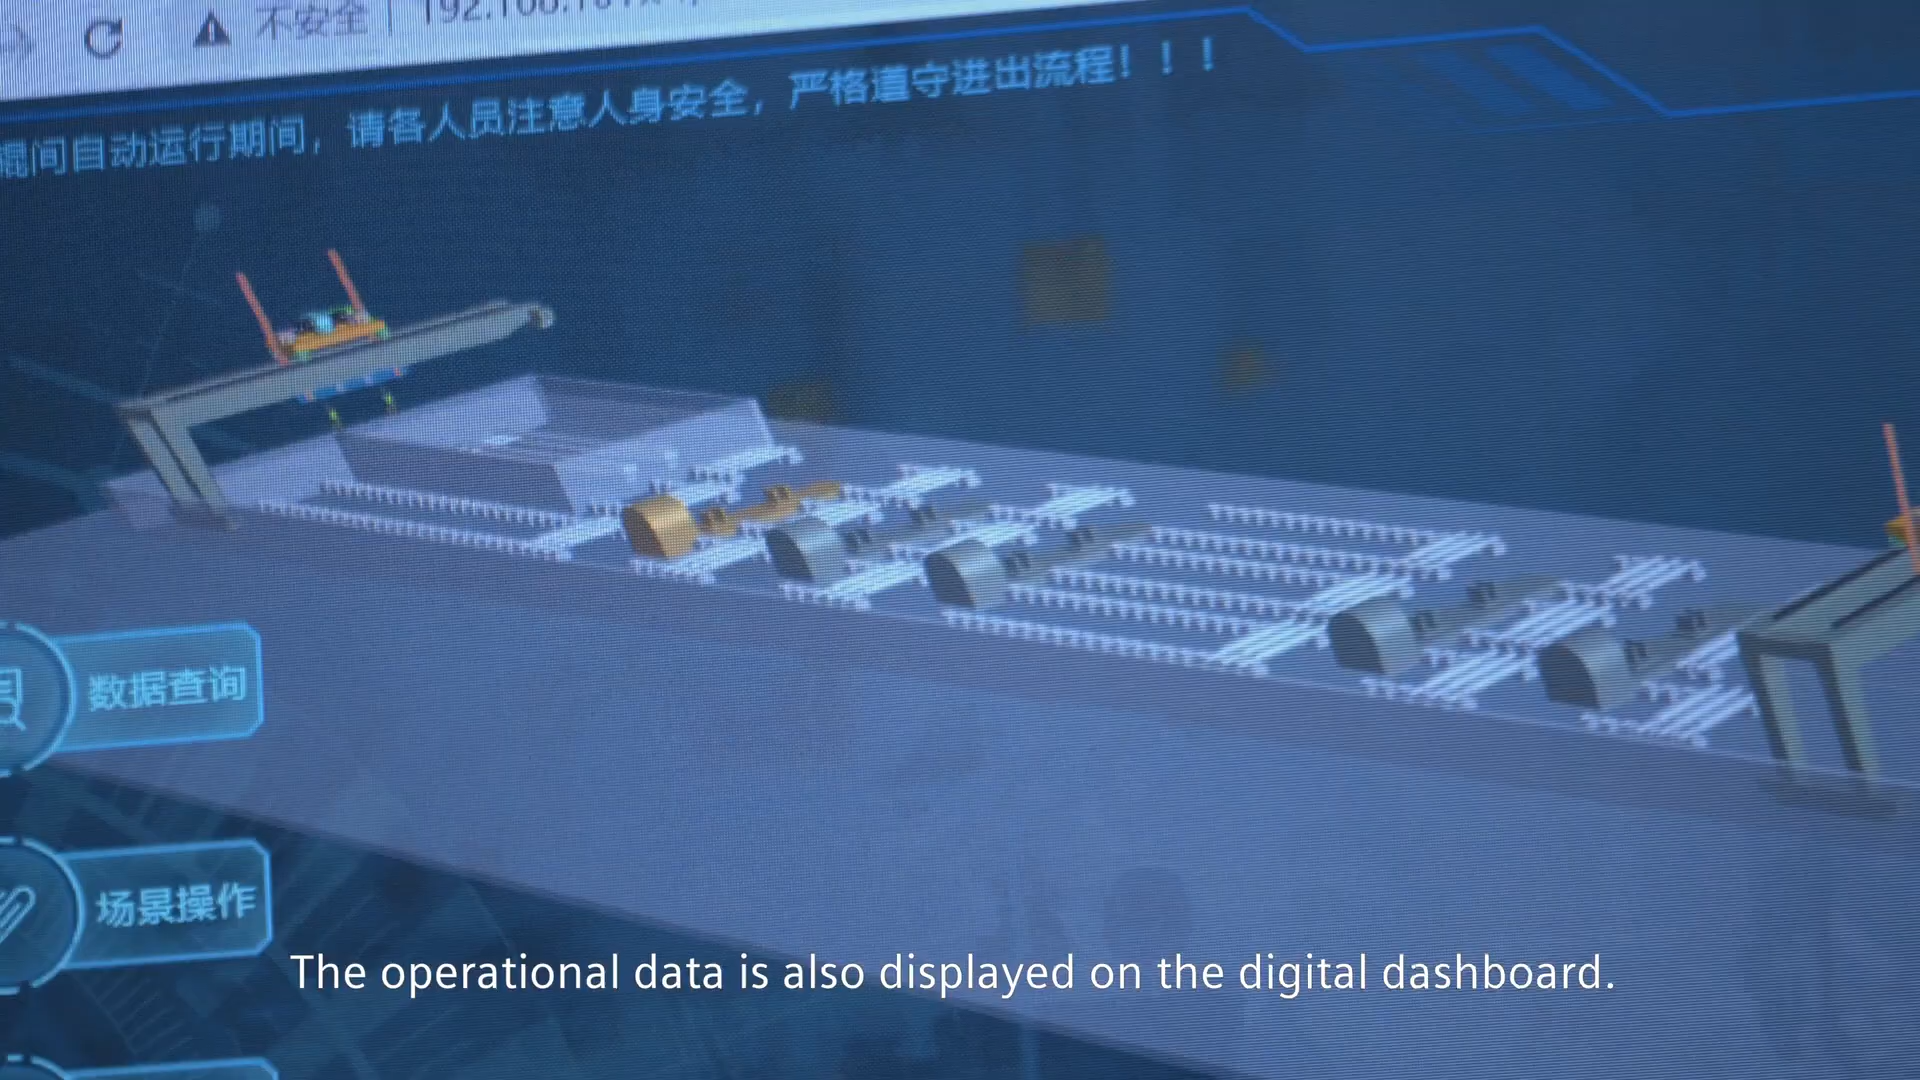 不安全
辊间自动运行期间，请各人员注意人身安全，严格遵守进出流程！！！
数据查询
场景操作
The operational data is also displayed on the digital dashboard.